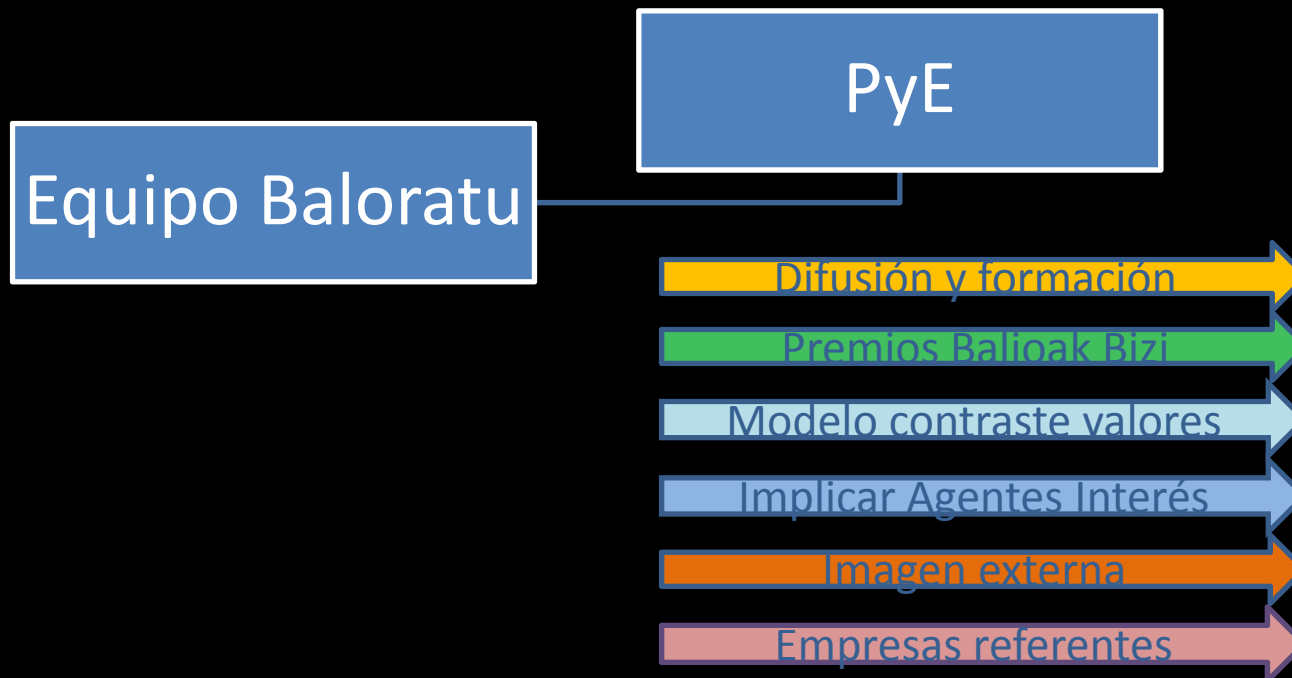 PyE
Equipo Baloratu
Difusión y formación
Premios Balioak Bizi
Modelo contraste valores
Implicar Agentes Interés
Imagen externa
Empresas referentes